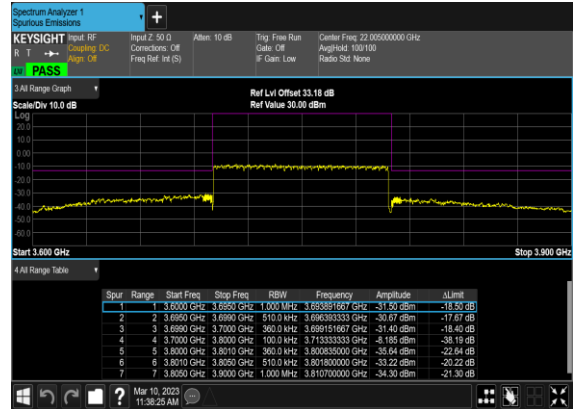 Spectrum Analyzer 1
Spurious Emissions
KEYSIGHT Input: RF Input Z: 50 Ω Atten: 10 dB Trig: Free Run Center Freq: 22.005000000 GHz
R T Coupling: DC Corrections: Off Gate: Off Avg|Hold: 100/100
Align: Off Freq Ref: Int (S) IF Gain: Low Radio Std: None
PASS
3 All Range Graph
Ref Lvl Offset 33.18 dB
Scale/Div 10.0 dB Ref Value 30.00 dBm
Log
20.0
10.0
0.00
-10.0
-20.0
-30.0
-40.0
-50.0
-60.0
Start 3.600 GHz Stop 3.900 GHz
4 All Range Table
Spur Range Start Freq Stop Freq RBW Frequency Amplitude ΔLimit
1 1 3.6000 GHz 3.6950 GHz 1.000 MHz 3.693891667 GHz -31.50 dBm -18.50 dB
2 2 3.6950 GHz 3.6990 GHz 510.0 kHz 3.696393333 GHz -30.67 dBm -17.67 dB
3 3 3.6990 GHz 3.7000 GHz 360.0 kHz 3.699151667 GHz -31.40 dBm -18.40 dB
4 4 3.7000 GHz 3.8000 GHz 100.0 kHz 3.713333333 GHz -8.185 dBm -38.19 dB
5 5 3.8000 GHz 3.8010 GHz 360.0 kHz 3.800835000 GHz -35.64 dBm -22.64 dB
6 6 3.8010 GHz 3.8050 GHz 510.0 kHz 3.801800000 GHz -33.22 dBm -20.22 dB
7 7 3.8050 GHz 3.9000 GHz 1.000 MHz 3.810700000 GHz -34.30 dBm -21.30 dB
? Mar 10, 2023
11:38:25 AM